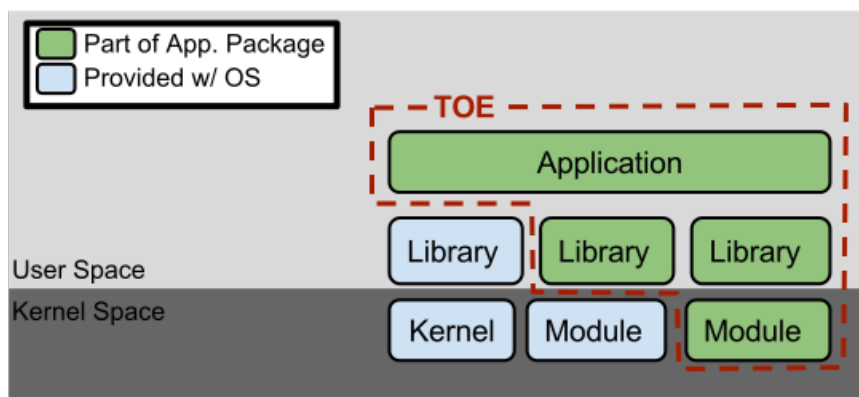 Part of App. Package
Provided w/ OS
TOE
Application
Library Library Library
User Space
Kernel Space
Kernel Module Module